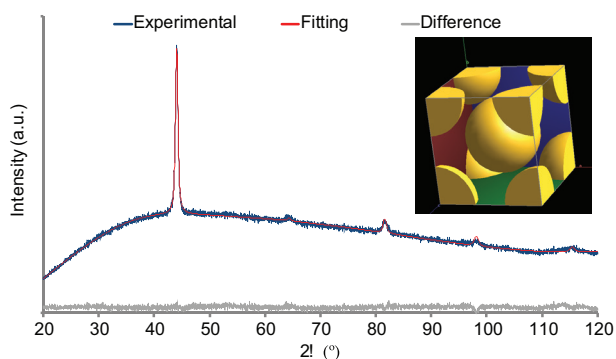 Experimental Fitting Difference
Intensity (a.u.)
20 30 40 50 60 70 80 90 100 110 120
2! (º)